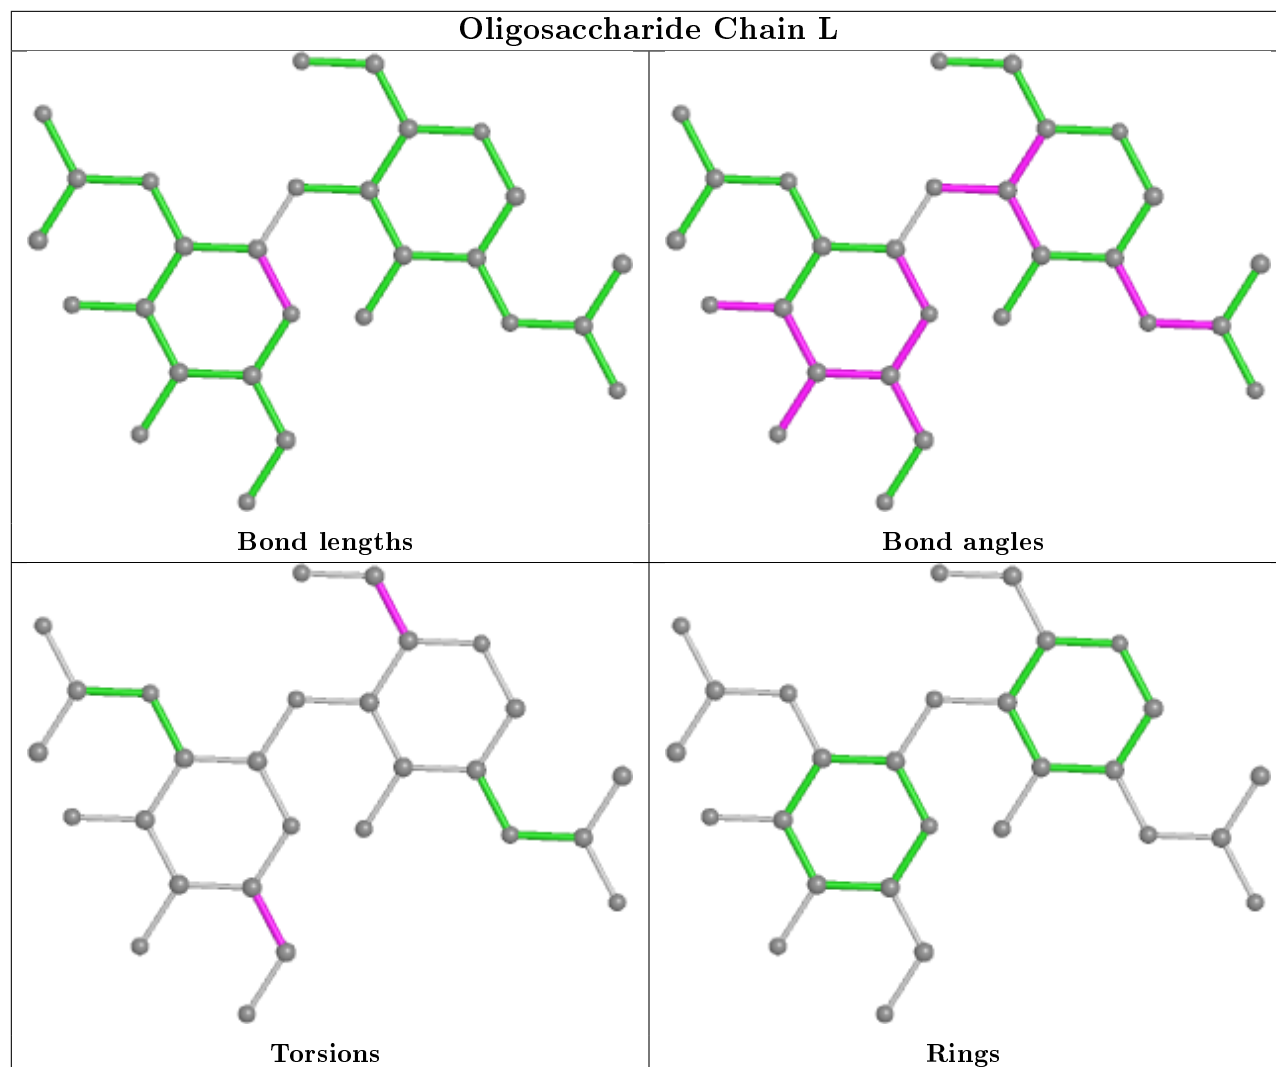 Oligosaccharide Chain L
Bond lengths
Bond angles
Torsions
Rings